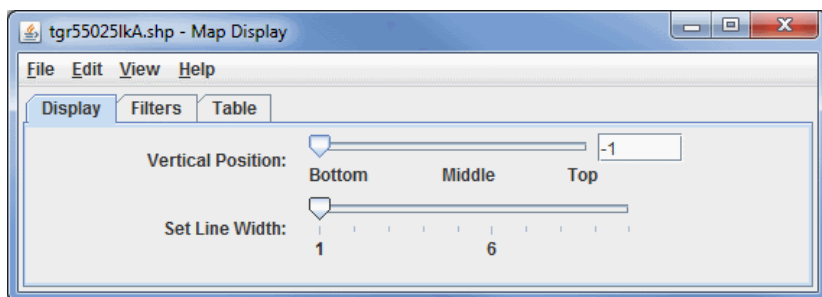 tgr55025lkA.shp - Map Display
File Edit View Help
Display Filters Table
Vertical Position: -1
Bottom Middle Top
Set Line Width:
1 6